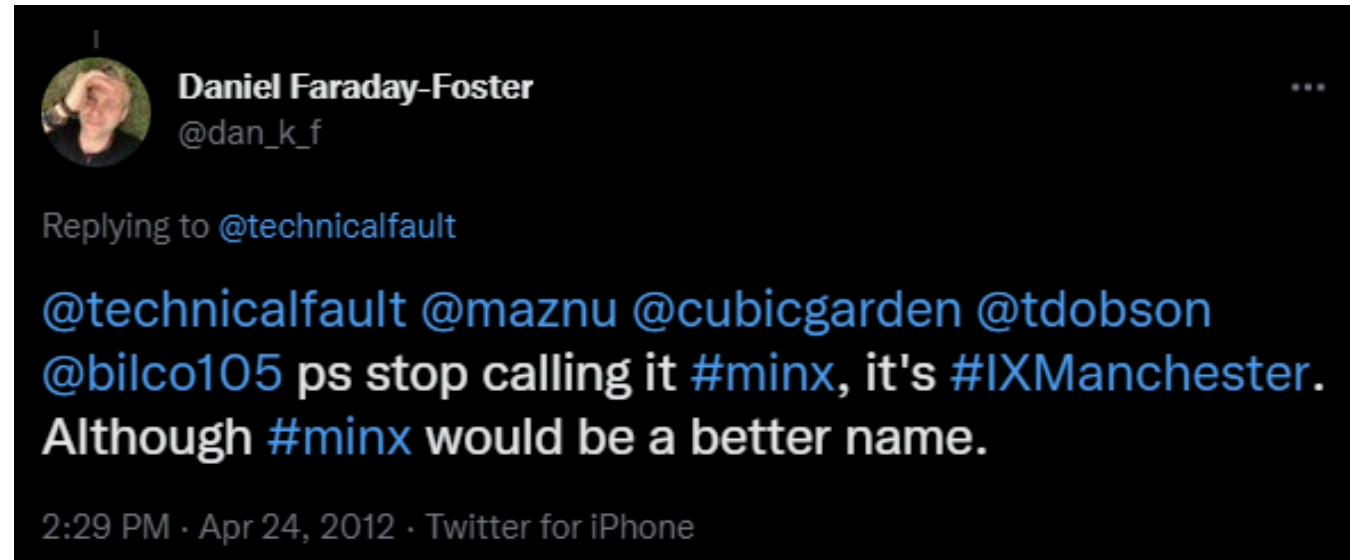 Daniel Faraday-Foster
@dan_k_f
Replying to @technicalfault
@technicalfault @maznu @cubicgarden @tdobson
@bilco105 ps stop calling it #minx, it's #IXManchester.
Although #minx would be a better name.
2:29 PM · Apr 24, 2012 · Twitter for iPhone